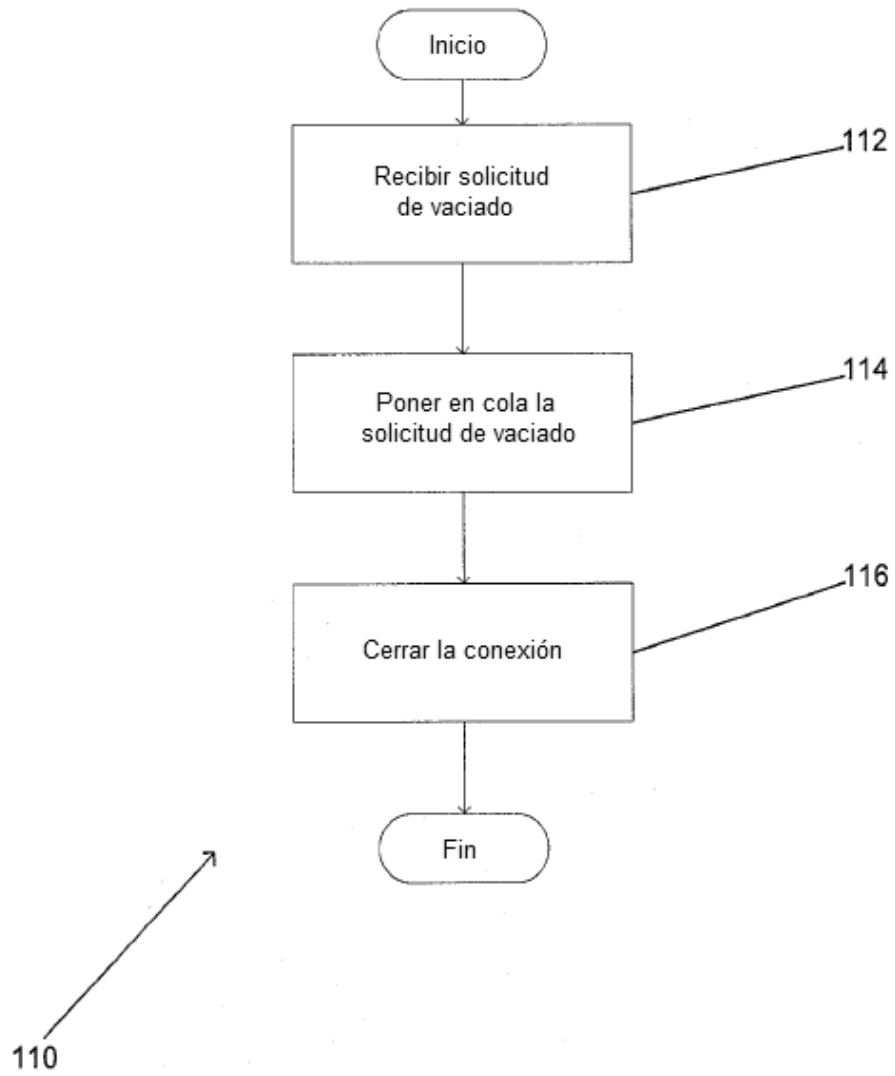 Inicio
112
Recibir solicitud
de vaciado
114
Poner en cola la
solicitud de vaciado
116
Cerrar la conexión
Fin
110